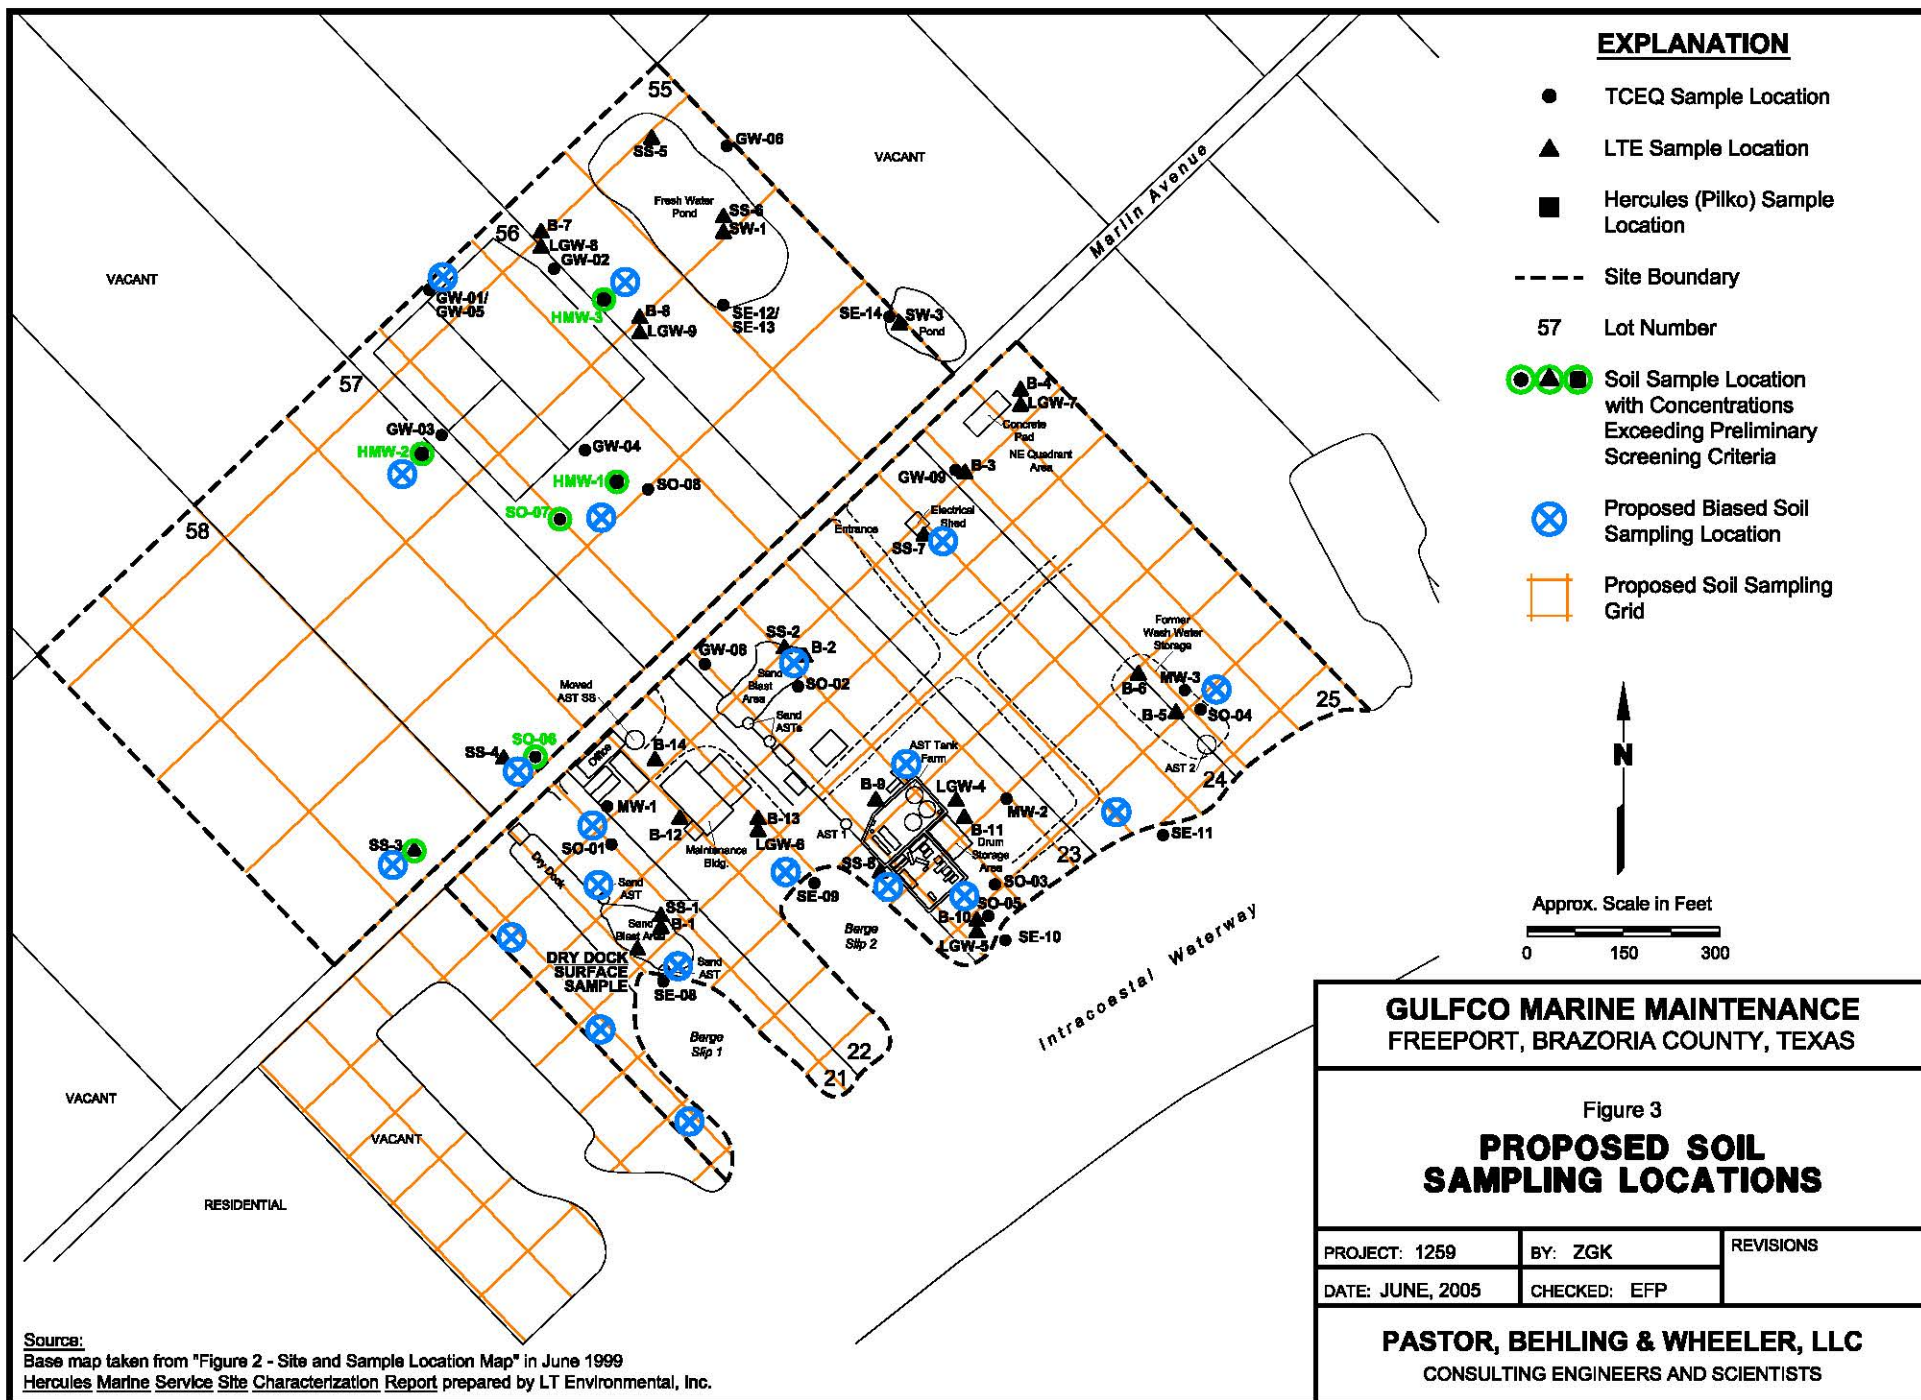 EXPLANATION
TCEQ Sample Location
LTE Sample Location
Hercules (Pilko) Sample
Location
Site Boundary
57
Lot Number
Soil Sample Location
with Concentrations
Exceeding Preliminary
Screening Criteria
Proposed Biased Soil
Sampling Location
Proposed Soil Sampling
Grid
N
Approx. Scale in Feet
0 150 300
55
SS-5
GW-06
VACANT
Marlin Avenue
Fresh Water
Pond
SS-6
SW-1
B-7
56
LGW-8
GW-02
VACANT
GW-01/
GW-05
HMW-3
B-8
LGW-9
SE-12/
SE-13
SE-14
SW-3
Pond
57
B-4
LGW-7
Concrete
Pad
NE Quadrant
Area
GW-03
HMW-2
GW-04
B-3
GW-09
HMW-1
SO-08
SO-07
58
Electrical
Shed
Entrance
SS-7
Former
Wash Water
Storage
SS-2
B-2
GW-08
Sand
Blast
Area
SO-02
MW-3
B-6
B-5
SO-04
25
Moved
AST SS
Sand
ASTs
SO-06
SS-4
Office
B-14
AST Tank
Farm
AST 2
24
B-9
LGW-4
MW-1
MW-2
B-12
B-13
B-11
AST 1
SE-11
SO-01
Maintenance
Bldg.
LGW-6
Drum
Storage
Area
23
SS-3
Dry Dock
SS-8
Sand
AST
SE-09
SO-03
SS-1
B-1
SO-05
B-10
Sand
Blast Area
Barge
Slip 2
LGW-5
SE-10
DRY DOCK
SURFACE
SAMPLE
Sand
AST
SE-08
Intracoastal Waterway
Barge
Slip 1
22
21
VACANT
VACANT
RESIDENTIAL
GULFCO MARINE MAINTENANCE
FREEPORT, BRAZORIA COUNTY, TEXAS
Figure 3
PROPOSED SOIL
SAMPLING LOCATIONS
PROJECT: 1259
BY: ZGK
REVISIONS
DATE: JUNE, 2005
CHECKED: EFP
PASTOR, BEHLING & WHEELER, LLC
CONSULTING ENGINEERS AND SCIENTISTS
Source:
Base map taken from "Figure 2 - Site and Sample Location Map" in June 1999
Hercules Marine Service Site Characterization Report prepared by LT Environmental, Inc.